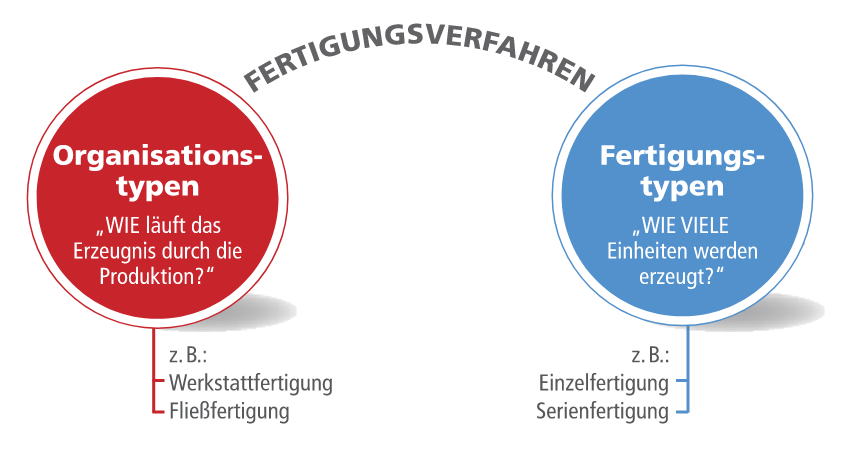 FERTIGUNGSVERFAHREN
Organisations-
typen
„WIE läuft das
Erzeugnis durch die
Produktion?“
z. B.:
Werkstattfertigung
Fließfertigung
Fertigungs-
typen
„WIE VIELE
Einheiten werden
erzeugt?“
z. B.:
Einzelfertigung
Serienfertigung